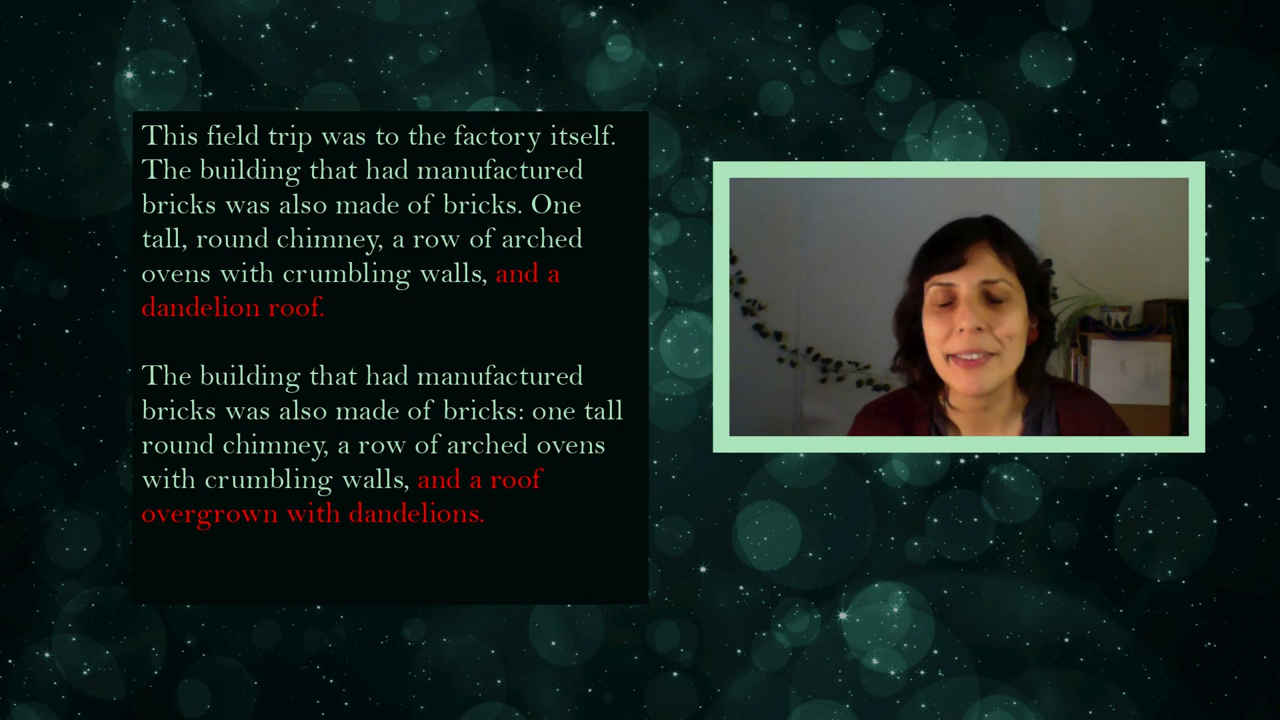 This field trip was to the factory itself.
The building that had manufactured
bricks was also made of bricks. One
tall, round chimney, a row of arched
ovens with crumbling walls, and a
dandelion roof.
The building that had manufactured
bricks was also made of bricks: one tall
round chimney, a row of arched ovens
with crumbling walls, and a roof
overgrown with dandelions.